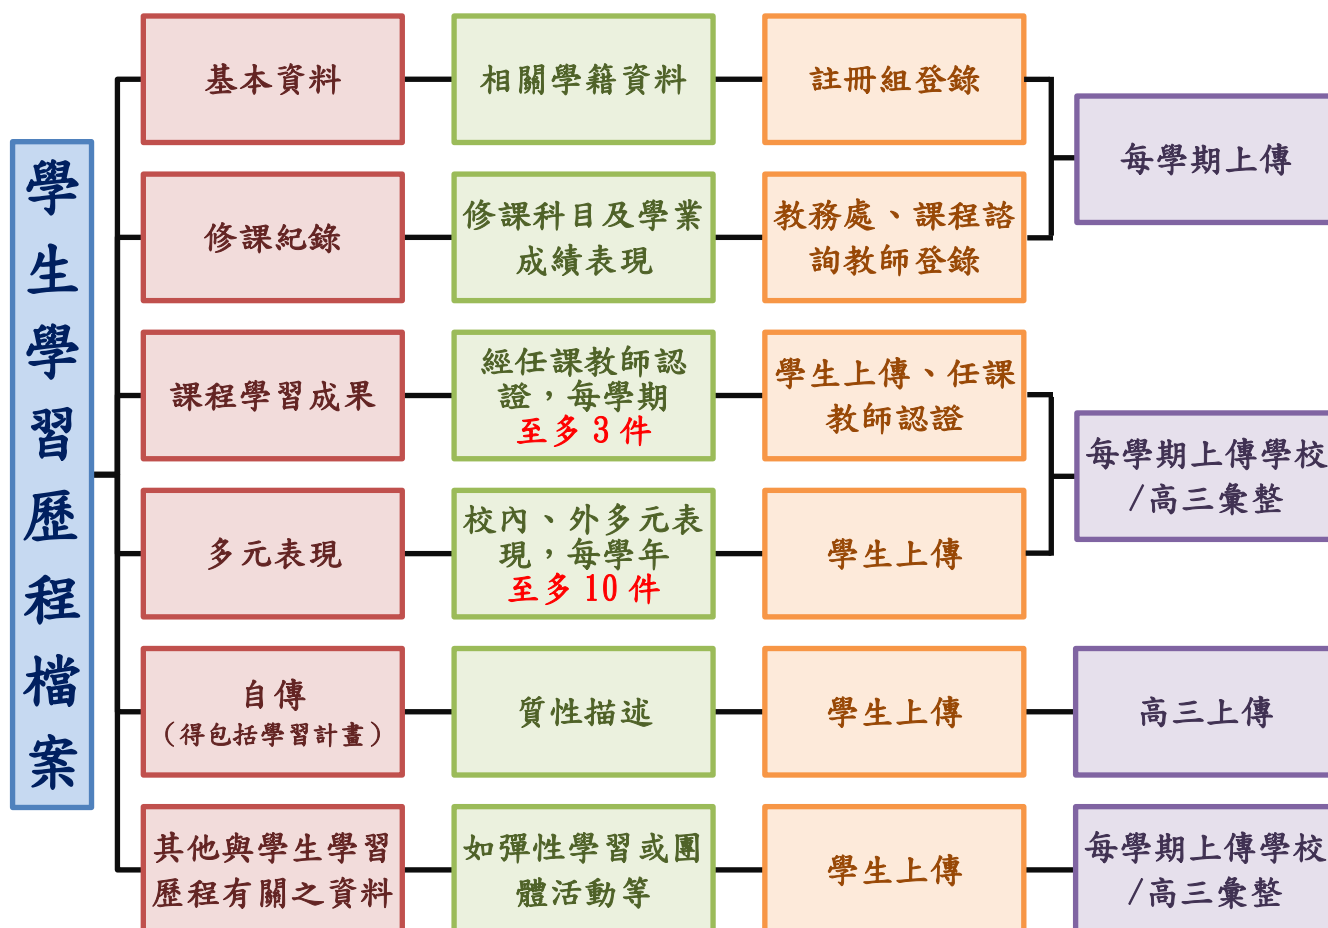 學生學習歷程檔案
基本資料
相關學籍資料
註冊組登錄
每學期上傳
修課紀錄
修課科目及學業
成績表現
教務處、課程諮
詢教師登錄
課程學習成果
經任課教師認
證，每學期
至多 3 件
學生上傳、任課
教師認證
每學期上傳學校
/高三彙整
多元表現
校內、外多元表
現，每學年
至多 10 件
學生上傳
自傳
（得包括學習計畫）
質性描述
學生上傳
高三上傳
其他與學生學習
歷程有關之資料
如彈性學習或團
體活動等
學生上傳
每學期上傳學校
/高三彙整